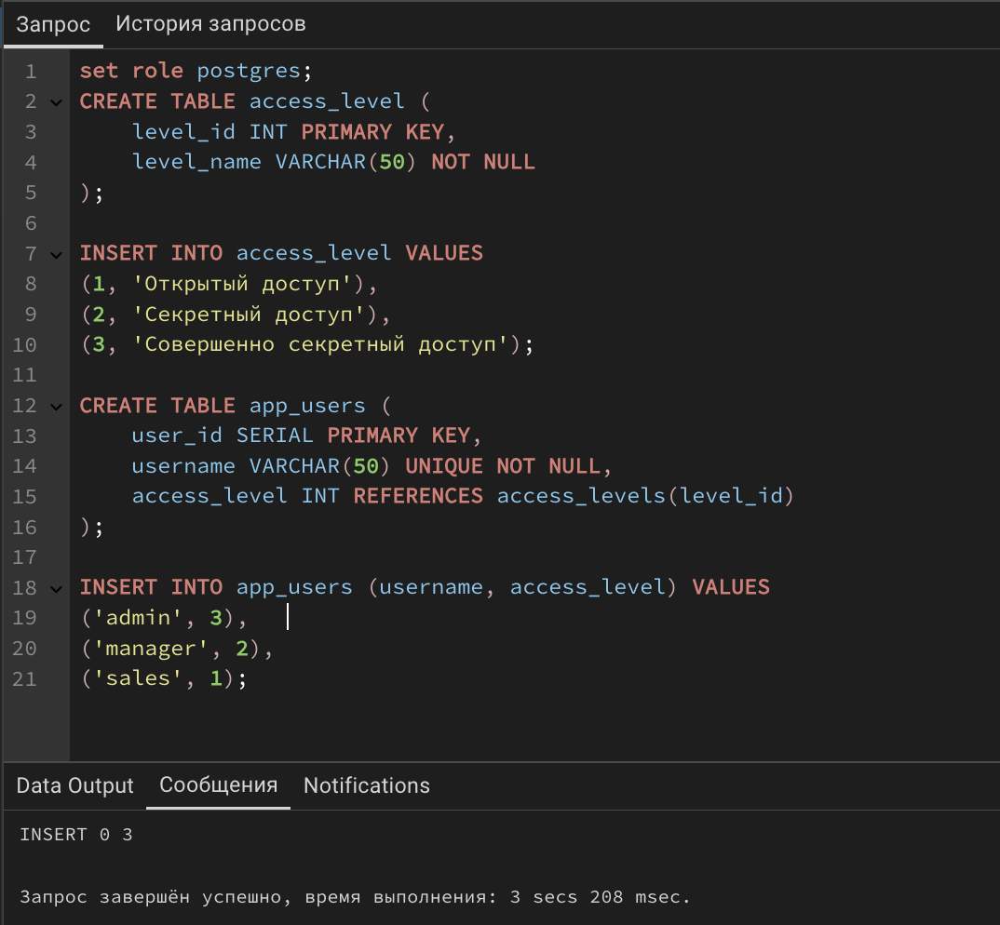 Запрос История запросов
1 set role postgres;
2 CREATE TABLE access_level (
3 level_id INT PRIMARY KEY,
4 level_name VARCHAR(50) NOT NULL
5 );
6
7 INSERT INTO access_level VALUES
8 (1, 'Открытый доступ'),
9 (2, 'Секретный доступ'),
10 (3, 'Совершенно секретный доступ');
11
12 CREATE TABLE app_users (
13 user_id SERIAL PRIMARY KEY,
14 username VARCHAR(50) UNIQUE NOT NULL,
15 access_level INT REFERENCES access_levels(level_id)
16 );
17
18 INSERT INTO app_users (username, access_level) VALUES
19 ('admin', 3),
20 ('manager', 2),
21 ('sales', 1);
Data Output Сообщения Notifications
INSERT 0 3
Запрос завершён успешно, время выполнения: 3 secs 208 msec.